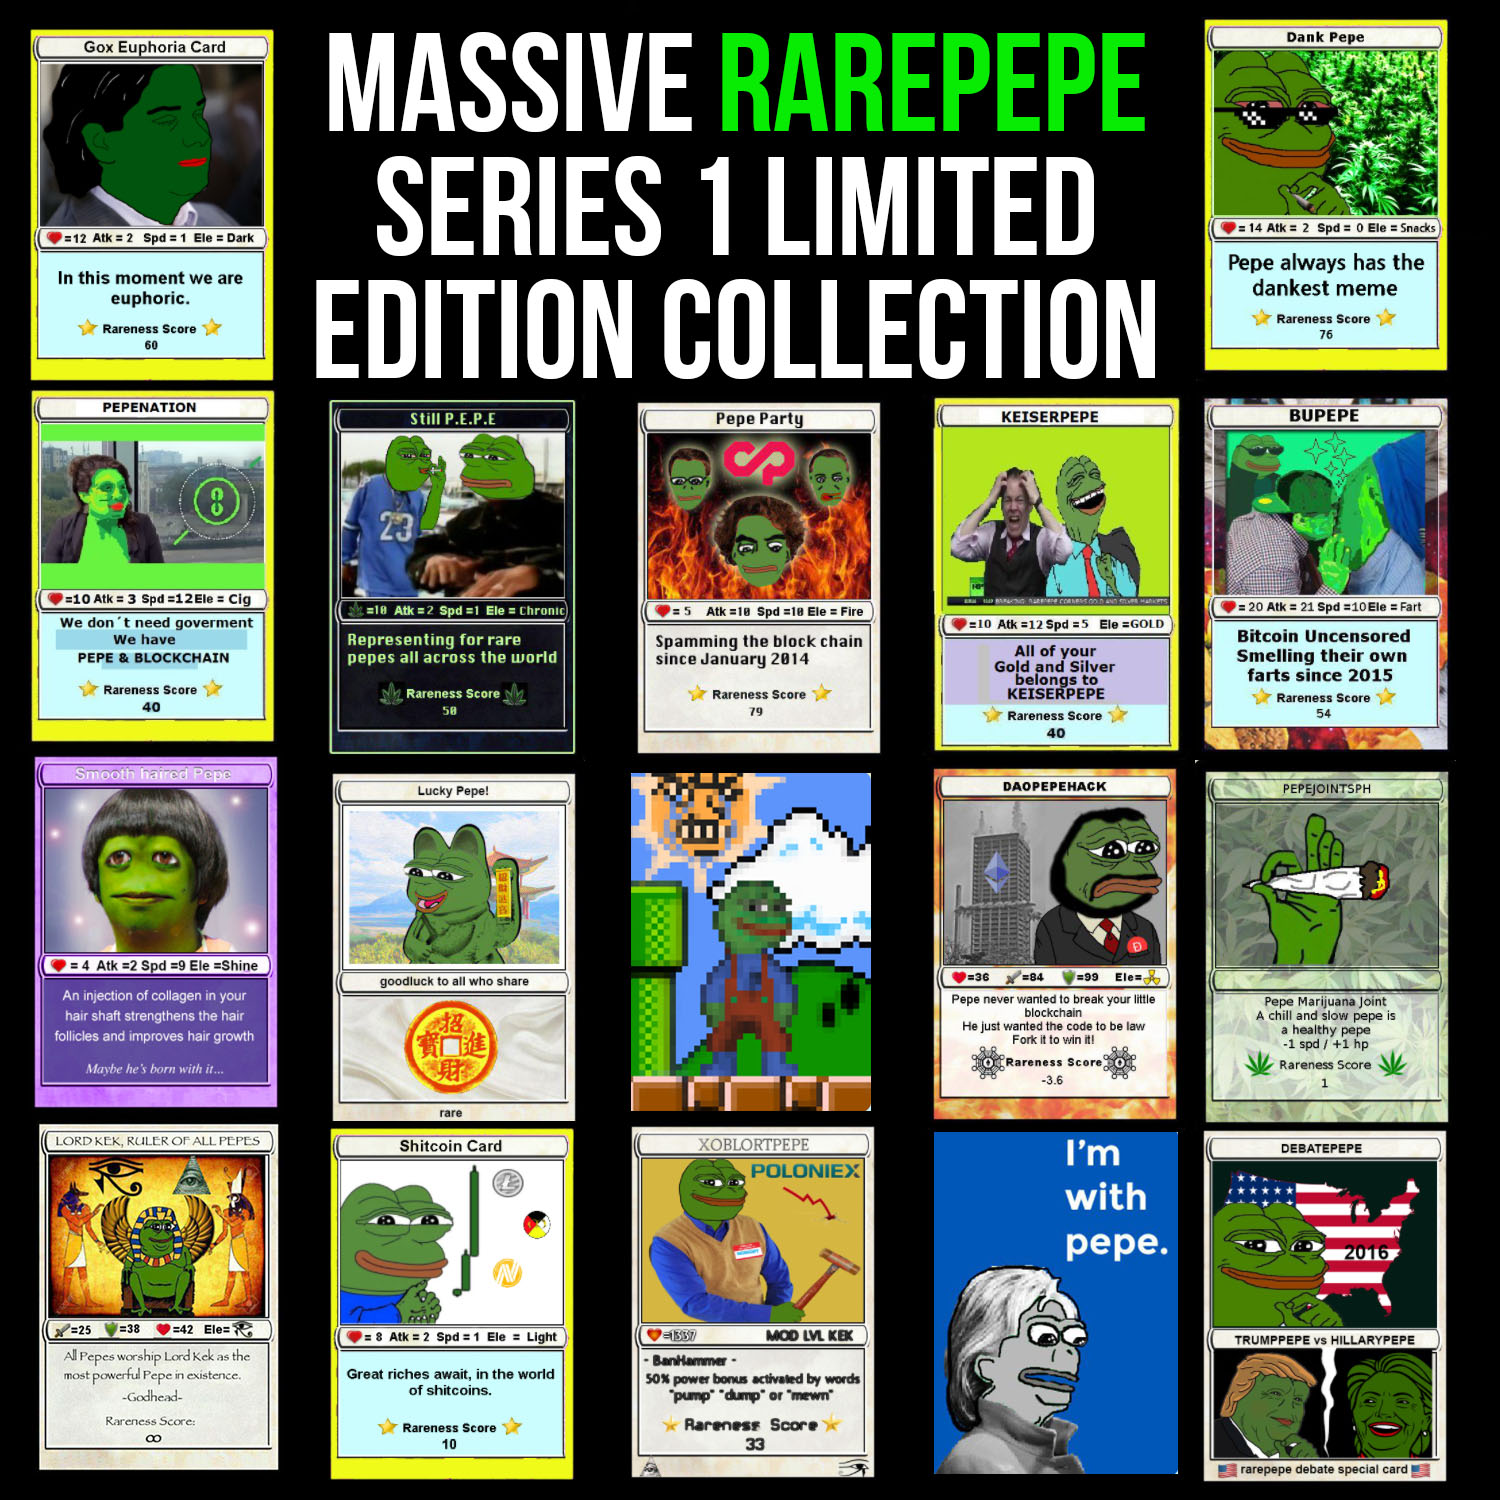 MASSIVE RAREPEPE
SERIES 1 LIMITED
EDITION COLLECTION
Gox Euphoria Card
=12 Atk = 2 Spd = 1 Ele = Dark
In this moment we are
euphoric.
Rareness Score
60
Dank Pepe
= 14 Atk = 2 Spd = 0 Ele = Snacks
Pepe always has the
dankest meme
Rareness Score
76
PEPENATION
=10 Atk = 3 Spd =12Ele = Cig
We don´t need goverment
We have
PEPE & BLOCKCHAIN
Rareness Score
40
Still P.E.P.E
23
=10 Atk =2 Spd =1 Ele = Chronic
Representing for rare
pepes all across the world
Rareness Score
50
Pepe Party
= 5 Atk =10 Spd =10 Ele = Fire
Spamming the block chain
since January 2014
Rareness Score
79
KEISERPEPE
BREAKING: RAREPEPE CORNERS GOLD AND SILVER MARKETS
=10 Atk =12 Spd = 5 Ele =GOLD
All of your
Gold and Silver
belongs to
KEISERPEPE
Rareness Score
40
BUPEPE
= 20 Atk = 21 Spd =10 Ele = Fart
Bitcoin Uncensored
Smelling their own
farts since 2015
Rareness Score
54
Smooth haired Pepe
= 4 Atk =2 Spd =9 Ele =Shine
An injection of collagen in your
hair shaft strengthens the hair
follicles and improves hair growth
Maybe he's born with it...
Lucky Pepe!
goodluck to all who share
招
寶 進
財
rare
DAOPEPEHACK
=36 =84 =99 Ele=
Pepe never wanted to break your little
blockchain
He just wanted the code to be law
Fork it to win it!
Rareness Score
-3.6
PEPEJOINTSPH
Pepe Marijuana Joint
A chill and slow pepe is
a healthy pepe
-1 spd / +1 hp
Rareness Score
1
LORD KEK, RULER OF ALL PEPES
=25 =38 =42 Ele=
All Pepes worship Lord Kek as the
most powerful Pepe in existence.
-Godhead-
Rareness Score:
∞
Shitcoin Card
= 8 Atk = 2 Spd = 1 Ele = Light
Great riches await, in the world
of shitcoins.
Rareness Score
10
XOBLORTPEPE
POLONIEX
=1337 MOD LVL KEK
- BanHammer -
50% power bonus activated by words
"pump" "dump" or "mewn"
Rareness Score
33
I'm
with
pepe.
DEBATEPEPE
2016
TRUMPPEPE vs HILLARYPEPE
rarepepe debate special card